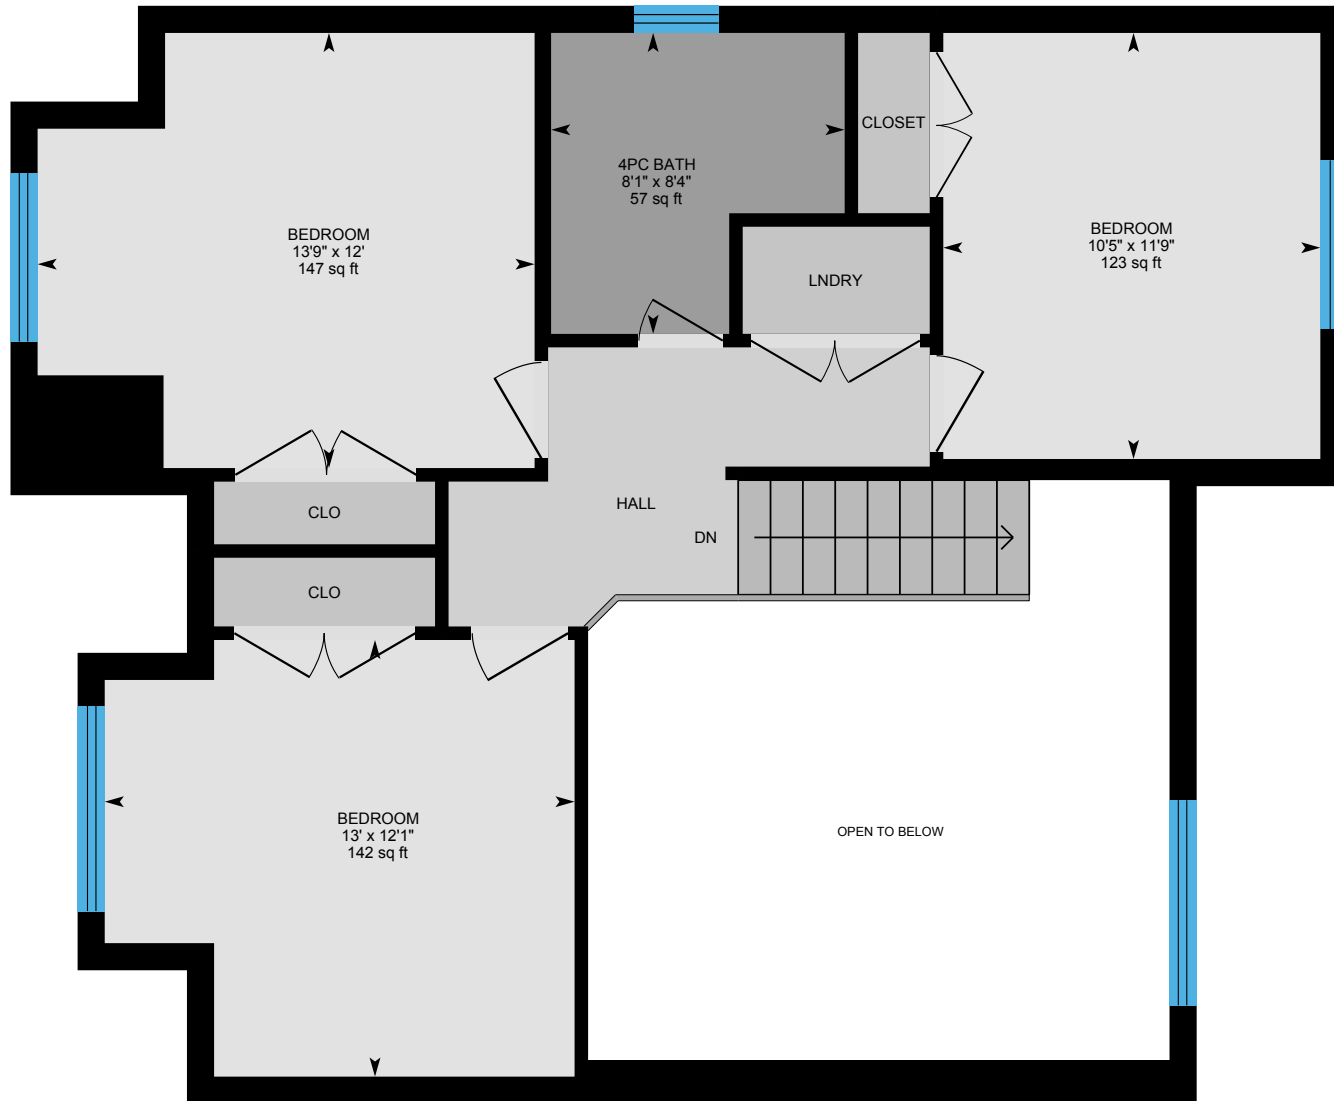 4PC BATH
8'1" x 8'4"
57 sq ft
CLOSET
BEDROOM
13'9" x 12'
147 sq ft
BEDROOM
10'5" x 11'9"
123 sq ft
LNDRY
CLO
HALL
DN
CLO
BEDROOM
13' x 12'1"
142 sq ft
OPEN TO BELOW